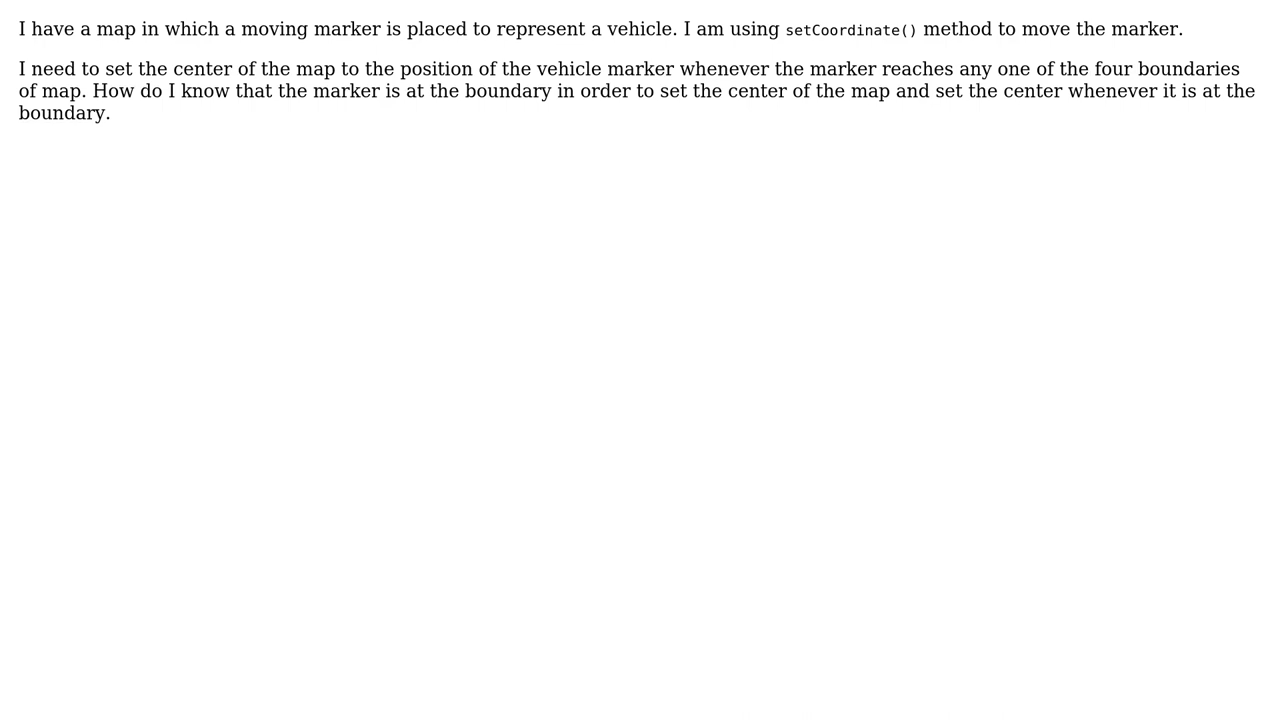 I have a map in which a moving marker is placed to represent a vehicle. I am using setCoordinate() method to move the marker.
I need to set the center of the map to the position of the vehicle marker whenever the marker reaches any one of the four boundaries
of map. How do I know that the marker is at the boundary in order to set the center of the map and set the center whenever it is at the
boundary.